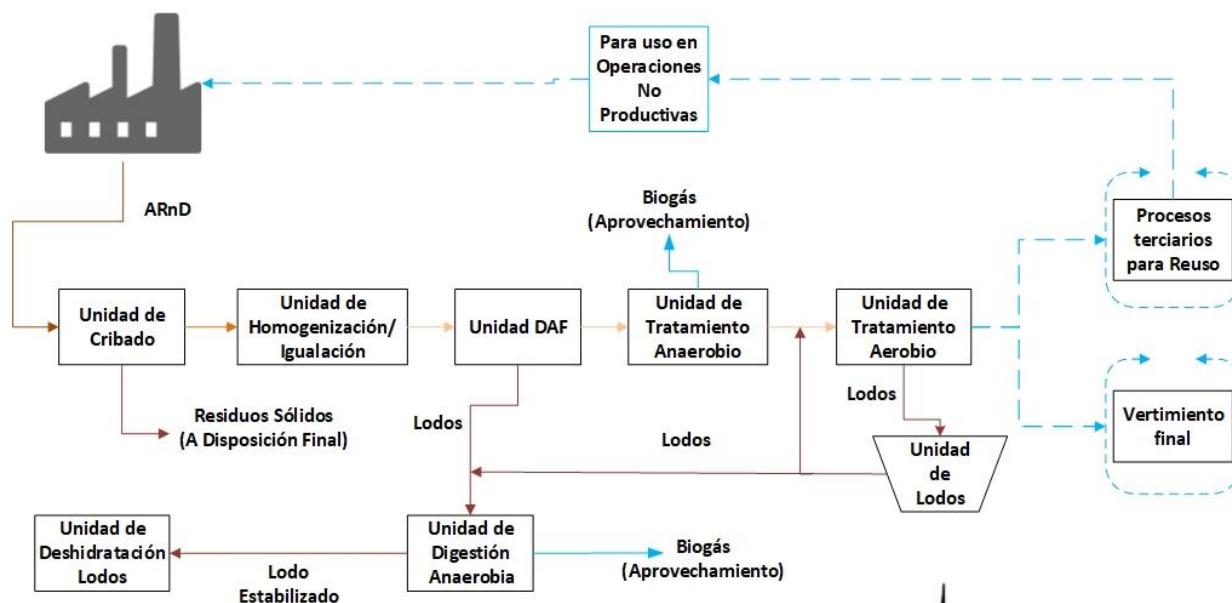 Para uso en
Operaciones
No
Productivas
ARnD
Biogás
(Aprovechamiento)
Procesos
terciarios
para Reuso
Unidad de
Cribado
Unidad de
Homogenización/
Igualación
Unidad DAF
Unidad de
Tratamiento
Anaerobio
Unidad de
Tratamiento
Aerobio
Residuos Sólidos
(A Disposición Final)
Lodos
Lodos
Lodos
Unidad
de
Lodos
Vertimiento
final
Unidad de
Deshidratación
Lodos
Lodo
Estabilizado
Unidad de
Digestión
Anaerobia
Biogás
(Aprovechamiento)